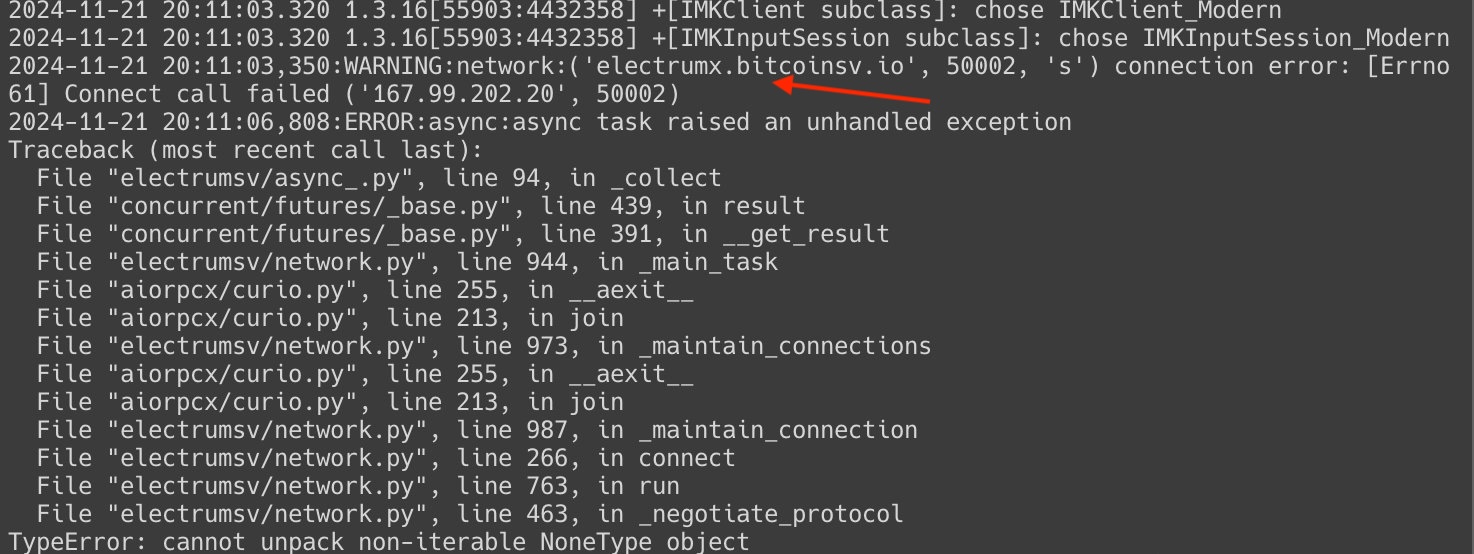 2024-11-21 20:11:03.320 1.3.16[55903:4432358] +[IMKClient subclass]: chose IMKClient_Modern
2024-11-21 20:11:03.320 1.3.16[55903:4432358] +[IMKInputSession subclass]: chose IMKInputSession_Modern
2024-11-21 20:11:03,350:WARNING:network:('electrumx.bitcoinsv.io', 50002, 's') connection error: [Errno
61] Connect call failed ('167.99.202.20', 50002)
2024-11-21 20:11:06,808:ERROR:async:async task raised an unhandled exception
Traceback (most recent call last):
  File "electrumsv/async_.py", line 94, in _collect
  File "concurrent/futures/_base.py", line 439, in result
  File "concurrent/futures/_base.py", line 391, in __get_result
  File "electrumsv/network.py", line 944, in _main_task
  File "aiorpcx/curio.py", line 255, in __aexit__
  File "aiorpcx/curio.py", line 213, in join
  File "electrumsv/network.py", line 973, in _maintain_connections
  File "aiorpcx/curio.py", line 255, in __aexit__
  File "aiorpcx/curio.py", line 213, in join
  File "electrumsv/network.py", line 987, in _maintain_connection
  File "electrumsv/network.py", line 266, in connect
  File "electrumsv/network.py", line 763, in run
  File "electrumsv/network.py", line 463, in _negotiate_protocol
TypeError: cannot unpack non-iterable NoneType object